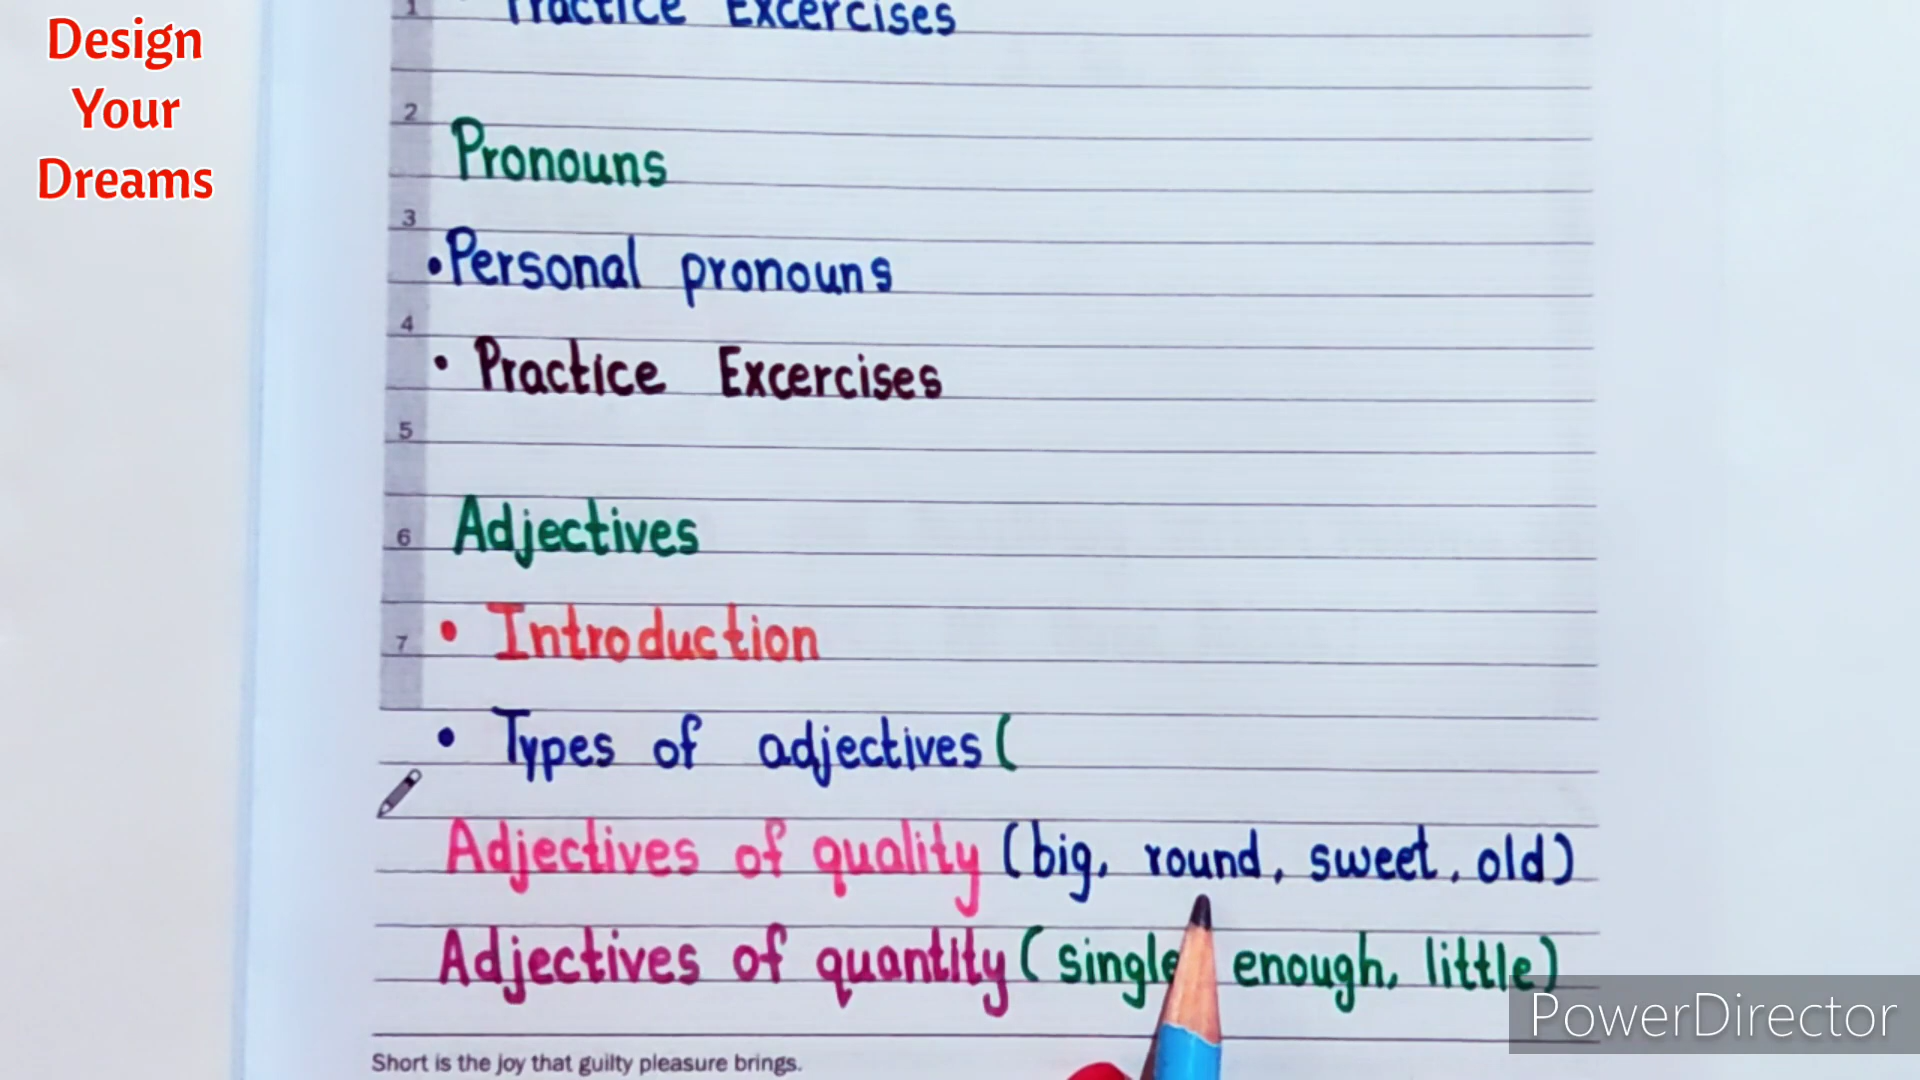 Design
Your
Dreams
1
• Practice Excercises
2
Pronouns
3
•Personal pronouns
4
• Practice Excercises
5
6
Adjectives
7
• Introduction
• Types of adjectives (
Adjectives of quality (big, round, sweet, old)
Adjectives of quantity ( single enough, little)
Short is the joy that guilty pleasure brings.
PowerDirector